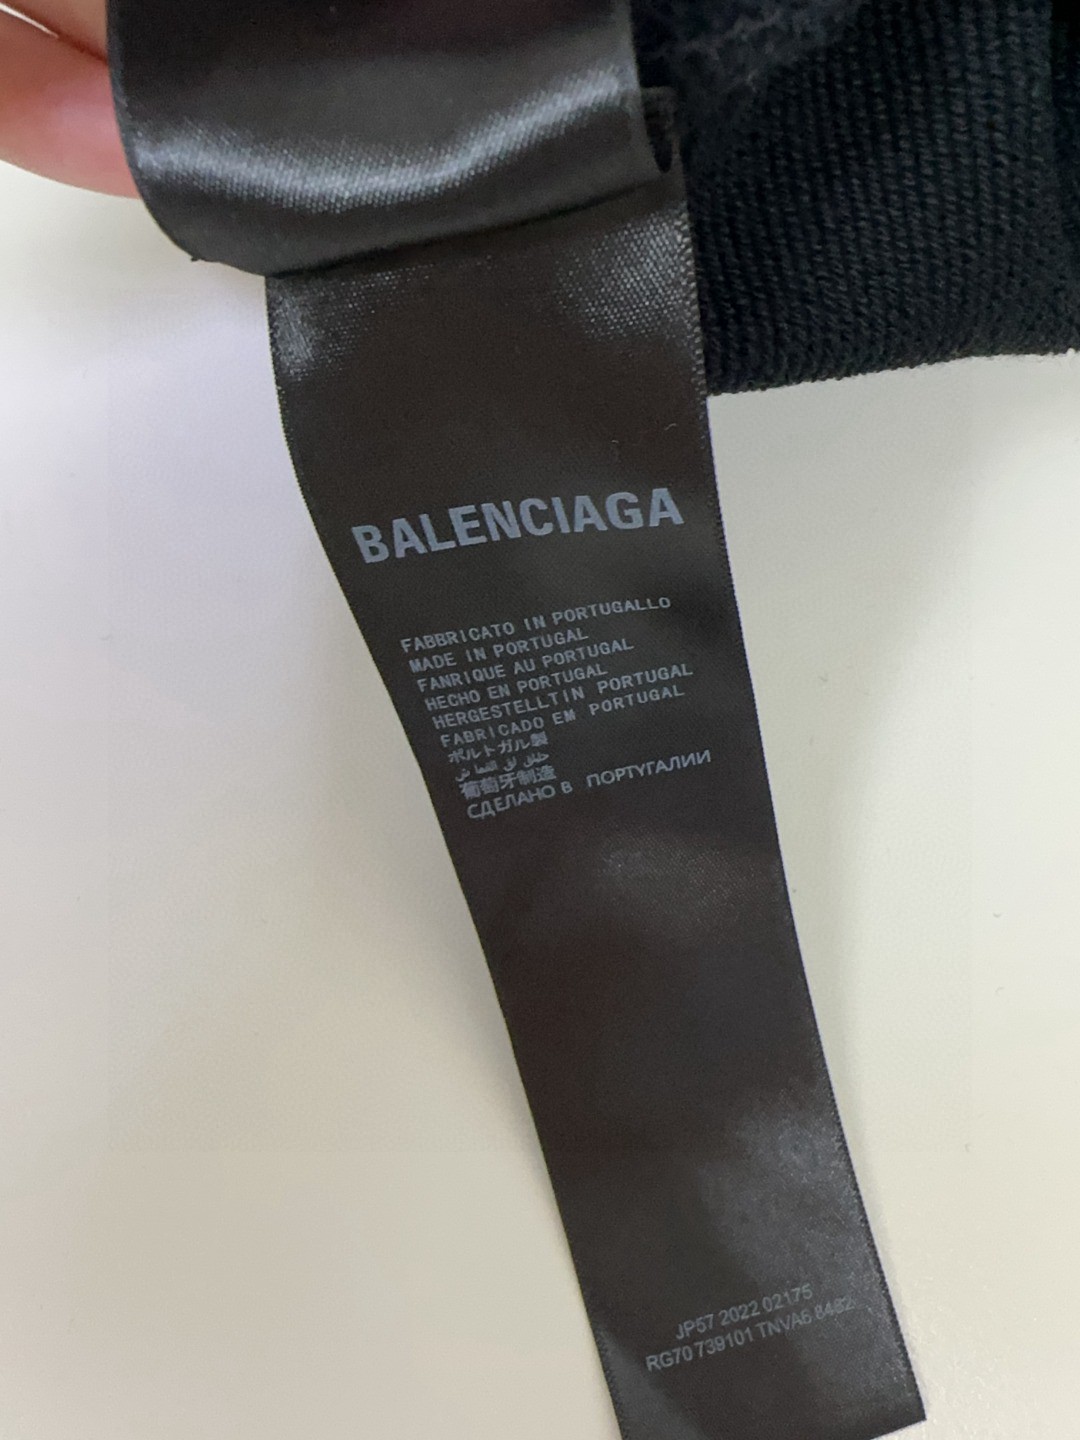 BALENCIAGA
FABBRICATO IN PORTUGALLO
MADE IN PORTUGAL
FANRIQUE AU PORTUGAL
HECHO EN PORTUGAL
HERGESTELLTIN PORTUGAL
FABRICADO EM PORTUGAL
ポルトガル製
葡萄牙制造
СДЕЛАНО В ПОРТУГАЛИИ
JP57 2022 02175
RG70 739101 TNVA6 8482